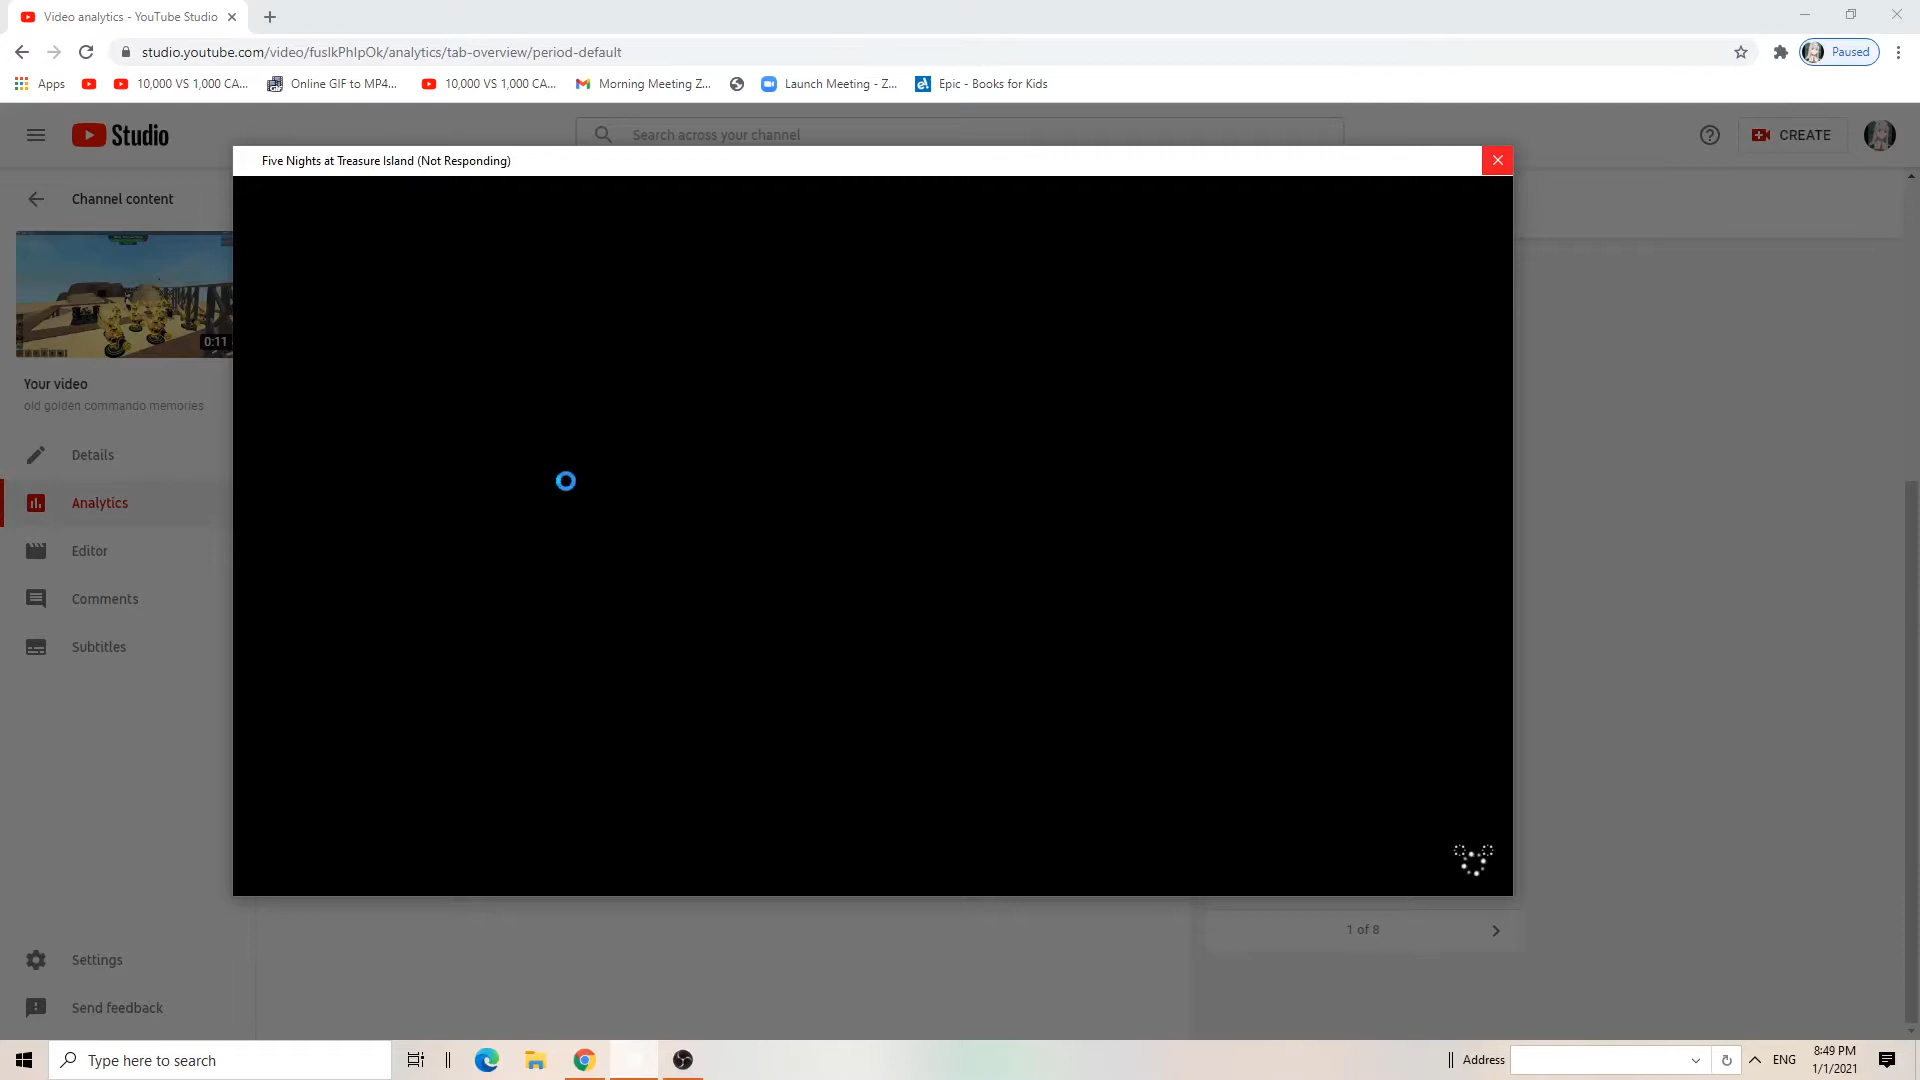 Video analytics - YouTube Studio
studio.youtube.com/video/fuslkPhIpOk/analytics/tab-overview/period-default
Paused
Apps
10,000 VS 1,000 CA...
Online GIF to MP4...
10,000 VS 1,000 CA...
Morning Meeting Z...
Launch Meeting - Z...
Epic - Books for Kids
Studio
Search across your channel
CREATE
Five Nights at Treasure Island (Not Responding)
Channel content
0:11
Your video
old golden commando memories
Details
Analytics
Editor
Comments
Subtitles
1 of 8
Settings
Send feedback
Type here to search
Address
ENG
8:49 PM
1/1/2021